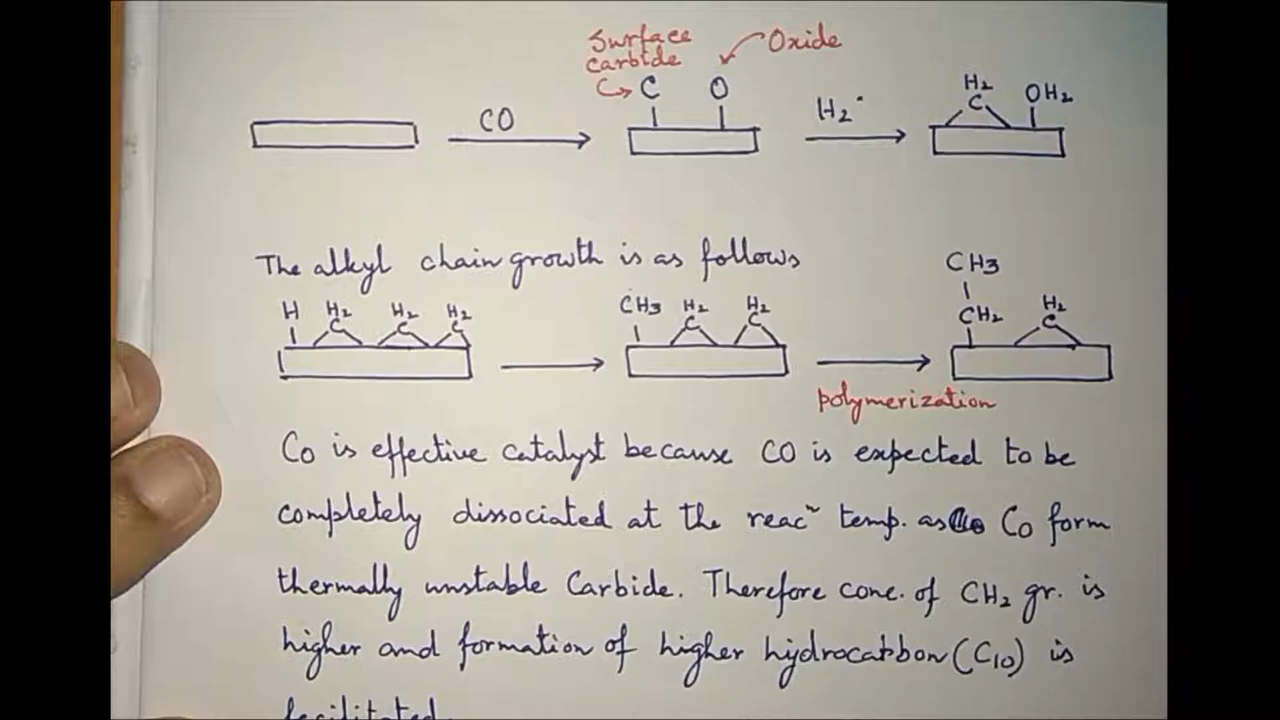 Surface
carbide
Oxide
C O
CO
H2
H2
C
OH2
The alkyl chain growth is as follows
H H2 H2 H2
C C C
CH3 H2 H2
C C
CH3
CH2 H2
C
polymerization
Co is effective catalyst because CO is expected to be
completely dissociated at the reac~ temp. as Co form
thermally unstable Carbide. Therefore conc. of CH2 gr. is
higher and formation of higher hydrocarbon (C10) is
facilitated.